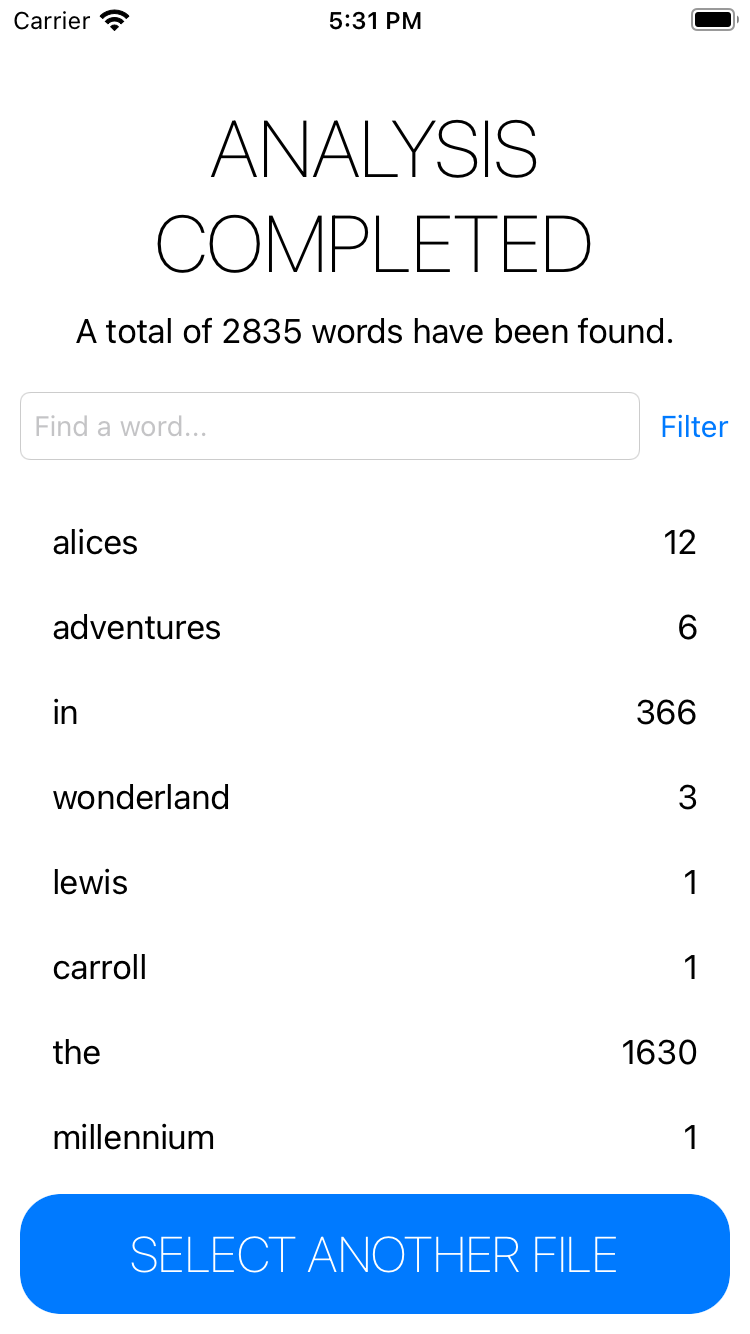 Carrier 5:31 PM
ANALYSIS
COMPLETED
A total of 2835 words have been found.
Find a word... Filter
alices 12
adventures 6
in 366
wonderland 3
lewis 1
carroll 1
the 1630
millennium 1
SELECT ANOTHER FILE